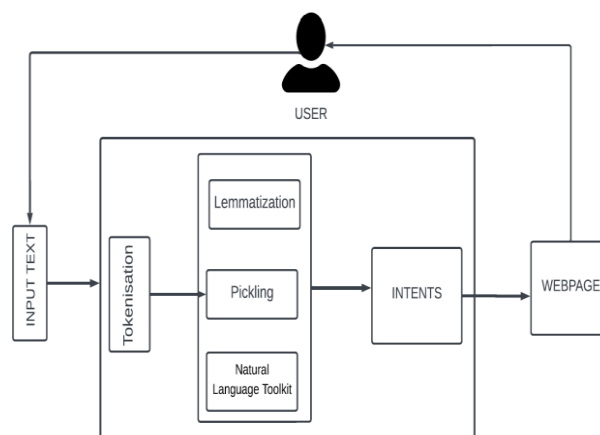 USER
INPUT TEXT
Tokenisation
Lemmatization
Pickling
Natural
Language Toolkit
INTENTS
WEBPAGE